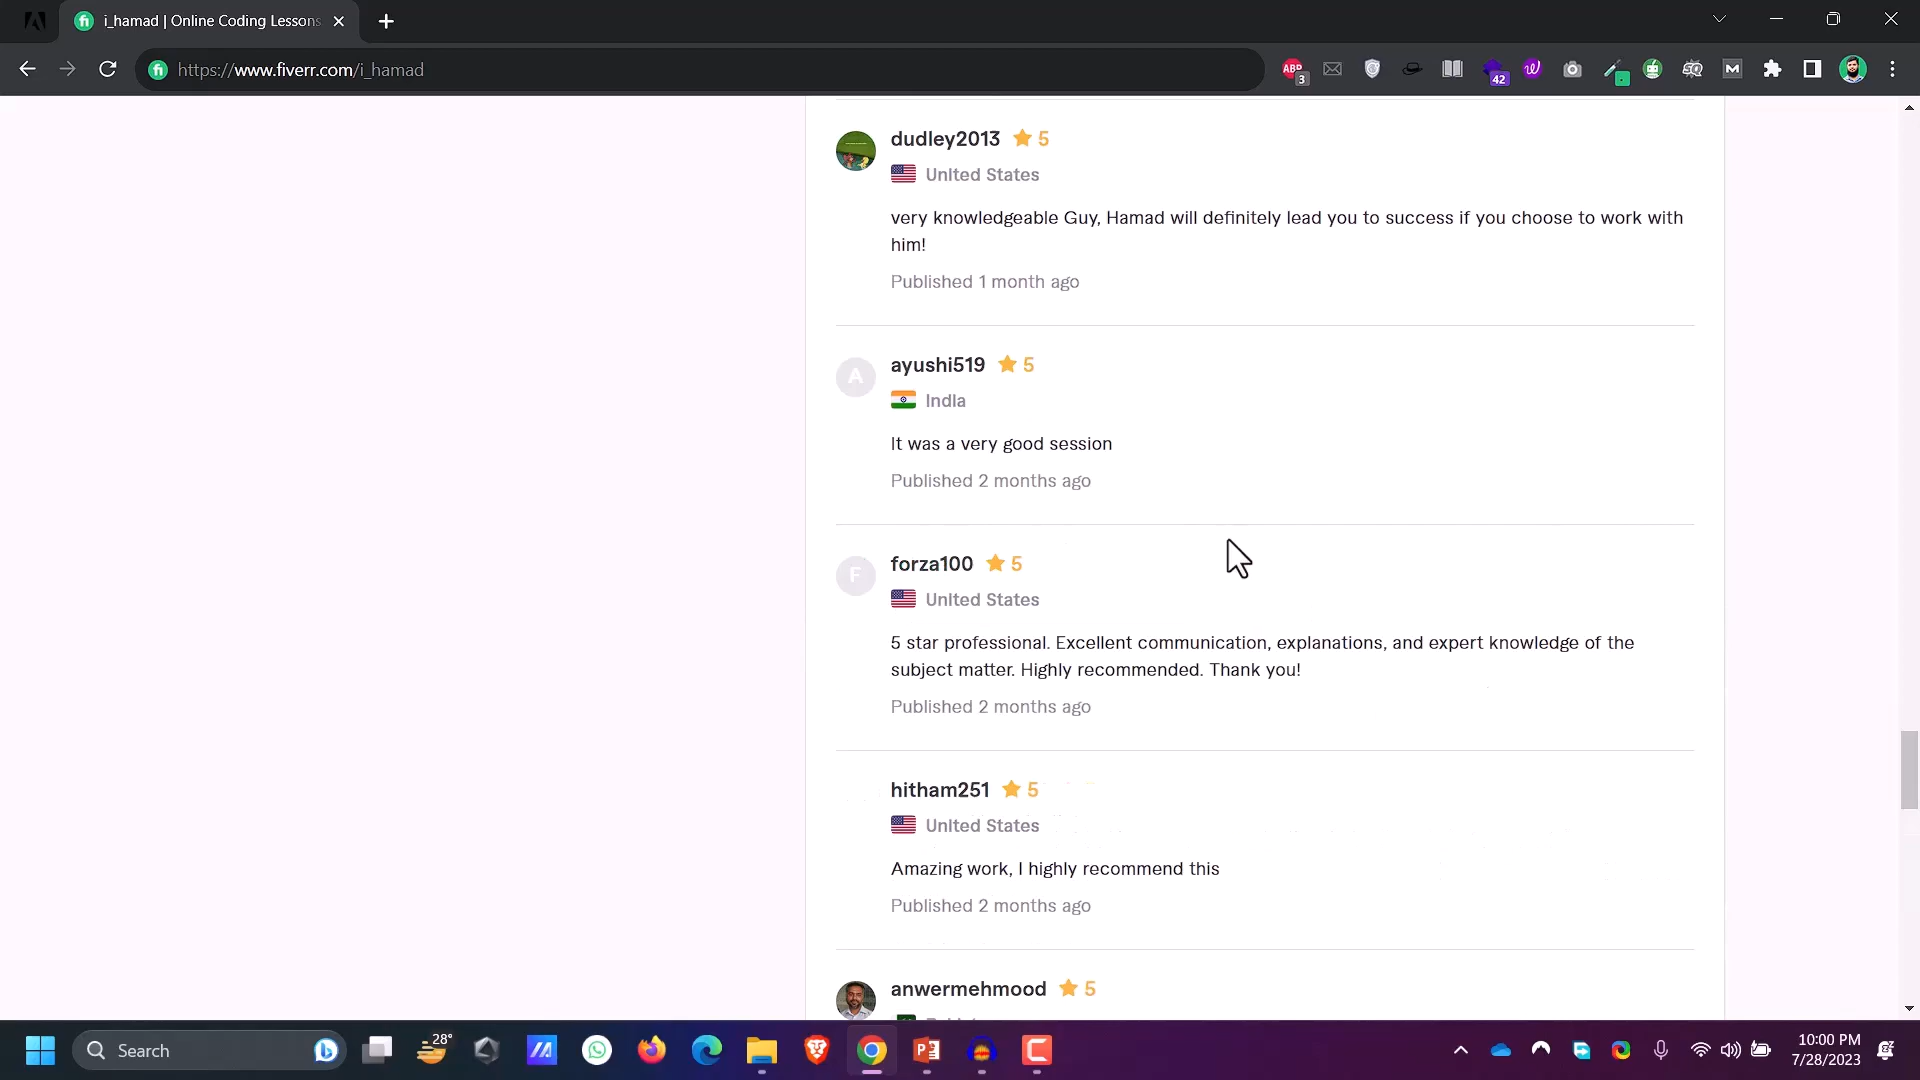 i_hamad | Online Coding Lessons
https://www.fiverr.com/i_hamad
ABP
3
42
M
dudley2013 5
United States
very knowledgeable Guy, Hamad will definitely lead you to success if you choose to work with
him!
Published 1 month ago
A
ayushi519 5
India
It was a very good session
Published 2 months ago
F
forza100 5
United States
5 star professional. Excellent communication, explanations, and expert knowledge of the
subject matter. Highly recommended. Thank you!
Published 2 months ago
hitham251 5
United States
Amazing work, I highly recommend this
Published 2 months ago
anwermehmood 5
Search
28°
10:00 PM
7/28/2023